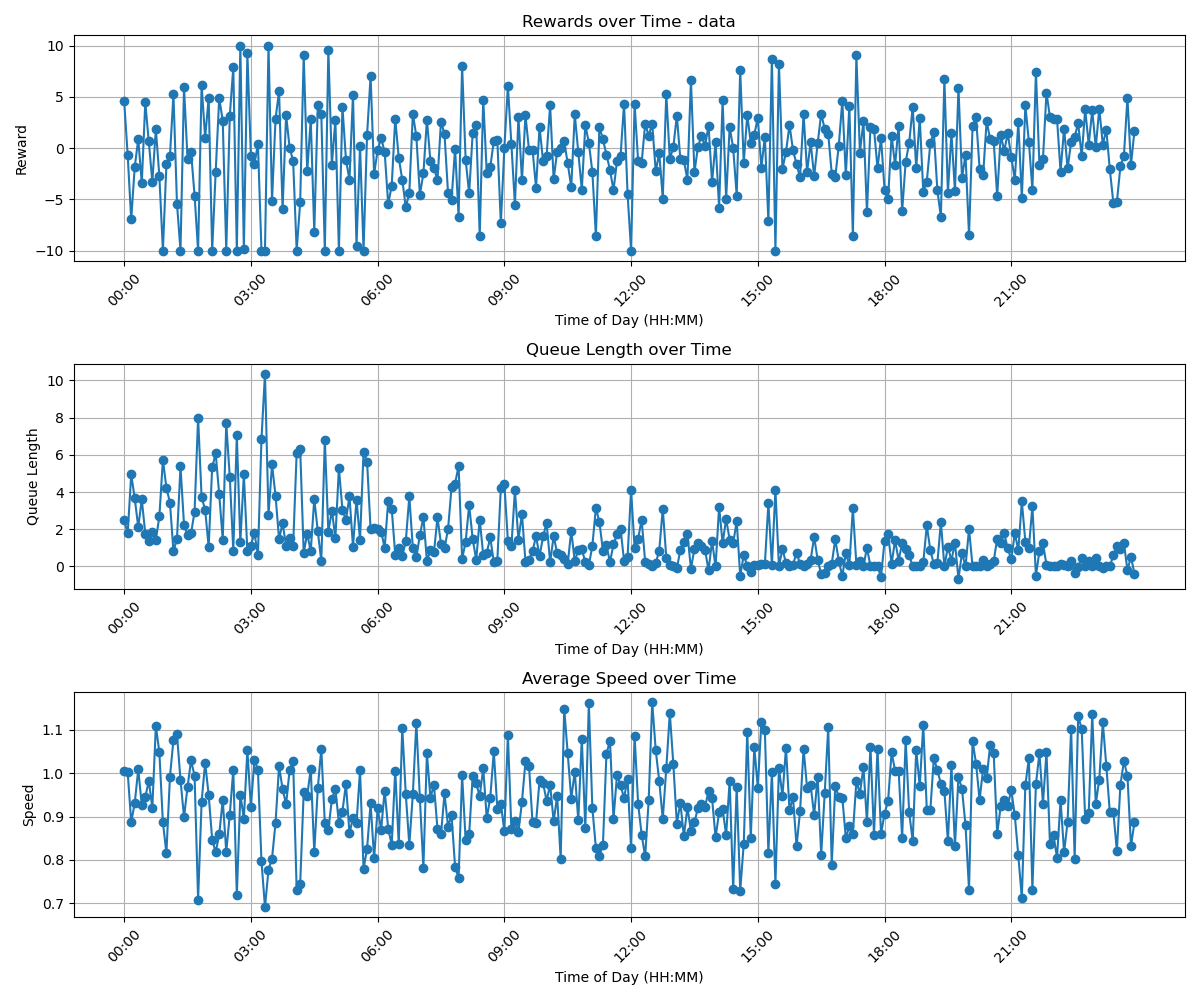 Rewards over Time - data
Reward
10
5
0
−5
−10
00:00 03:00 06:00 09:00 12:00 15:00 18:00 21:00
Time of Day (HH:MM)
Queue Length over Time
Queue Length
10
8
6
4
2
0
00:00 03:00 06:00 09:00 12:00 15:00 18:00 21:00
Time of Day (HH:MM)
Average Speed over Time
Speed
1.1
1.0
0.9
0.8
0.7
00:00 03:00 06:00 09:00 12:00 15:00 18:00 21:00
Time of Day (HH:MM)